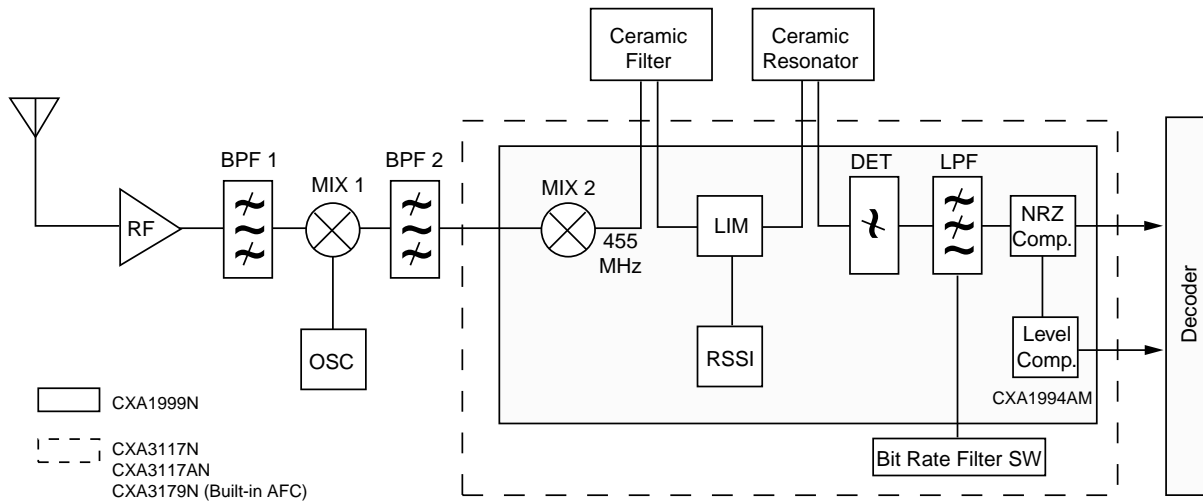 Ceramic
Filter
Ceramic
Resonator
BPF 1
MIX 1
BPF 2
MIX 2
DET
LPF
RF
LIM
NRZ
Comp.
455
MHz
OSC
RSSI
Level
Comp.
Decoder
CXA1994AM
CXA1999N
Bit Rate Filter SW
CXA3117N
CXA3117AN
CXA3179N (Built-in AFC)